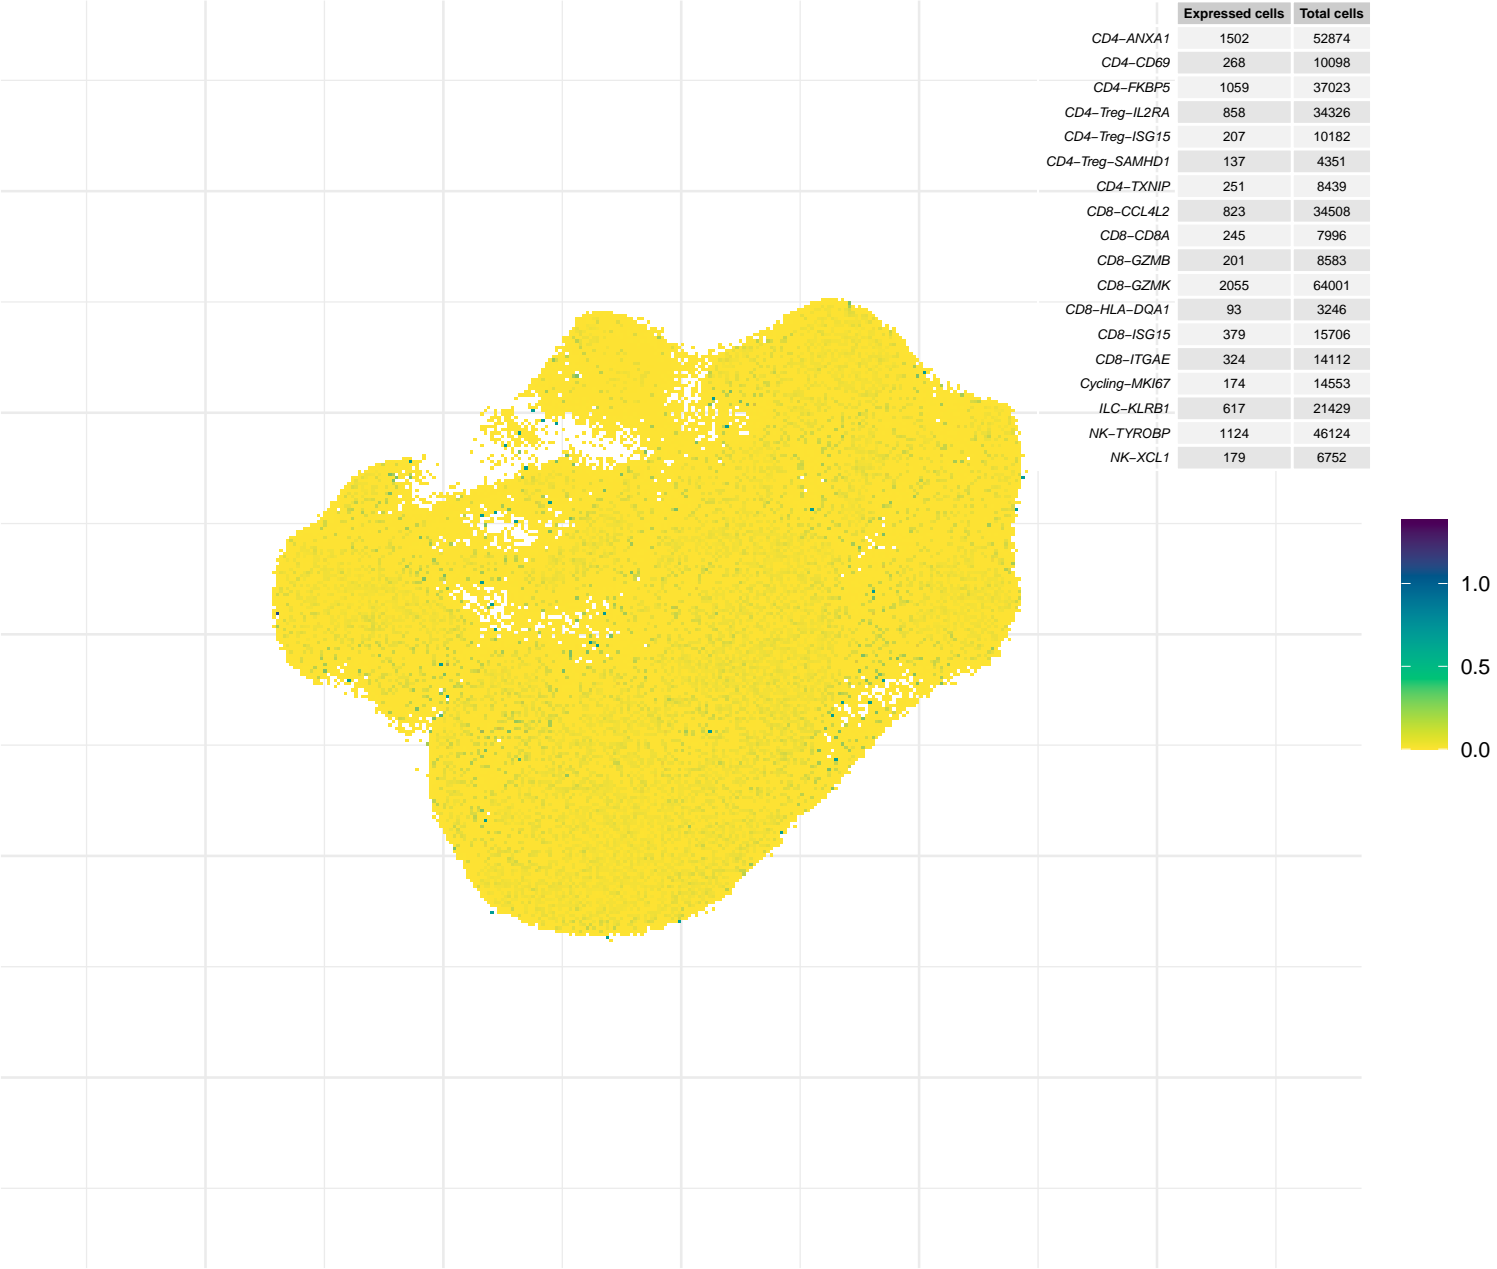 Expressed cells Total cells
CD4−ANXA1 1502 52874
CD4−CD69 268 10098
CD4−FKBP5 1059 37023
CD4−Treg−IL2RA 858 34326
CD4−Treg−ISG15 207 10182
CD4−Treg−SAMHD1 137 4351
CD4−TXNIP 251 8439
CD8−CCL4L2 823 34508
CD8−CD8A 245 7996
CD8−GZMB 201 8583
CD8−GZMK 2055 64001
CD8−HLA−DQA1 93 3246
CD8−ISG15 379 15706
CD8−ITGAE 324 14112
Cycling−MKI67 174 14553
ILC−KLRB1 617 21429
NK−TYROBP 1124 46124
NK−XCL1 179 6752
1.0
0.5
0.0